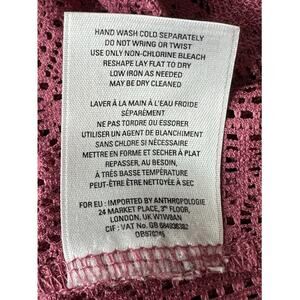 HAND WASH COLD SEPARATELY
DO NOT WRING OR TWIST
USE ONLY NON-CHLORINE BLEACH
RESHAPE LAY FLAT TO DRY
LOW IRON AS NEEDED
MAY BE DRY CLEANED
LAVER À LA MAIN À L'EAU FROIDE
SÉPARÉMENT
NE PAS TORDRE OU ESSORER
UTILISER UN AGENT DE BLANCHIMENT
SANS CHLORE SI NÉCESSAIRE
METTRE EN FORME ET SÉCHER À PLAT
REPASSER, AU BESOIN,
À TRÈS BASSE TEMPÉRATURE
PEUT-ÊTRE ÊTRE NETTOYÉE À SEC
FOR EU : IMPORTED BY ANTHROPOLOGIE
24 MARKET PLACE, 3RD FLOOR,
LONDON, UK W1W8AN
CIF : VAT No. GB